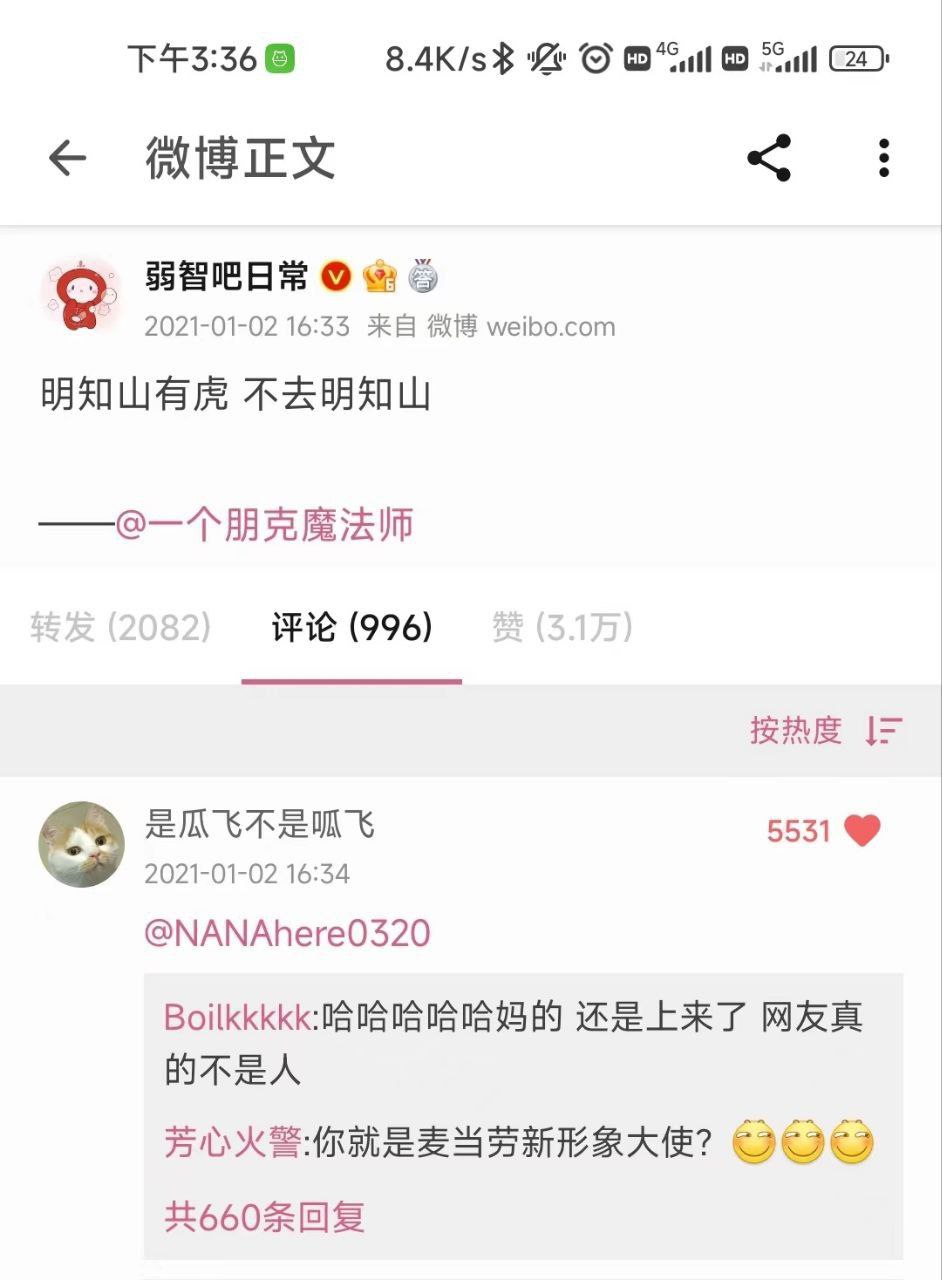 下午3:36
8.4K/s HD 4G HD 5G 24
微博正文
弱智吧日常
2021-01-02 16:33 来自 微博 weibo.com
明知山有虎 不去明知山
——@一个朋克魔法师
转发 (2082) 评论 (996) 赞 (3.1万)
按热度
是瓜飞不是呱飞
5531
2021-01-02 16:34
@NANAhere0320
Boilkkkkk:哈哈哈哈哈妈的 还是上来了 网友真
的不是人
芳心火警:你就是麦当劳新形象大使?
共660条回复